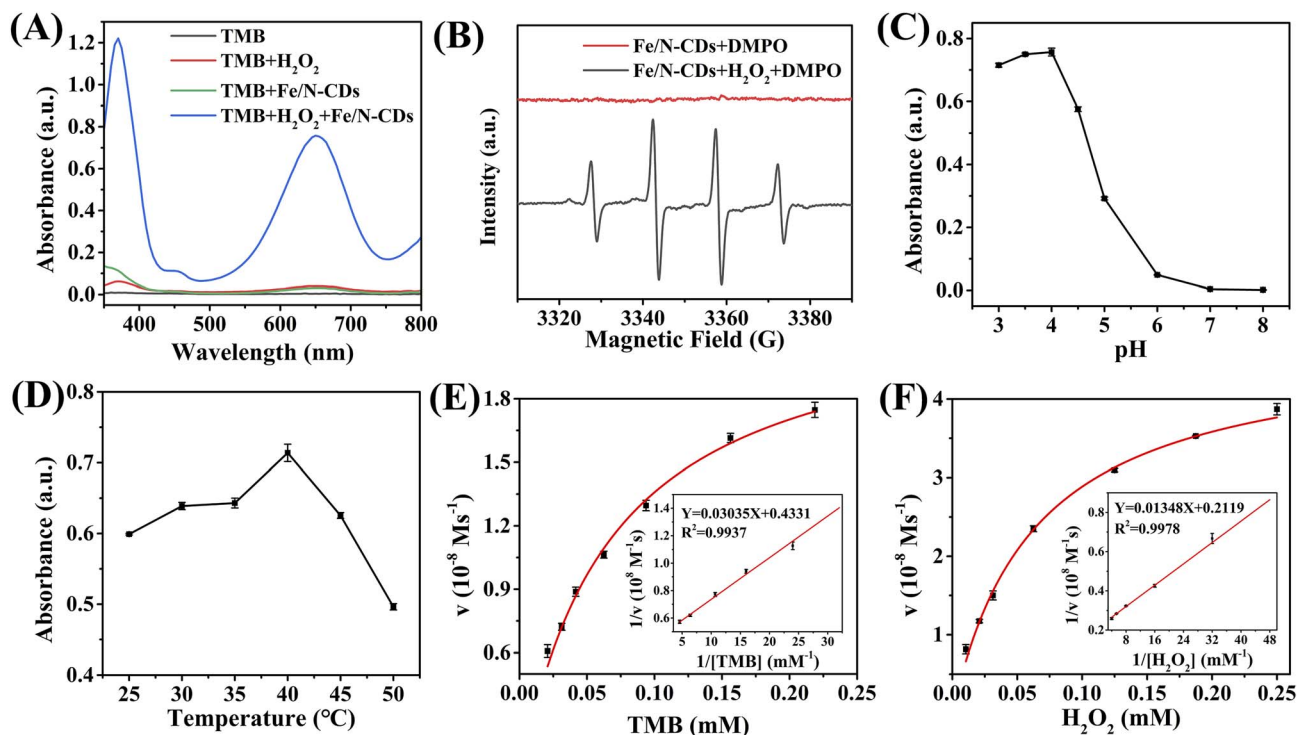 (A)
TMB
TMB+H₂O₂
TMB+Fe/N-CDs
TMB+H₂O₂+Fe/N-CDs
Absorbance (a.u.)
1.2
1.0
0.8
0.6
0.4
0.2
0.0
400 500 600 700 800
Wavelength (nm)
(B)
Fe/N-CDs+DMPO
Fe/N-CDs+H₂O₂+DMPO
Intensity (a.u.)
3320 3340 3360 3380
Magnetic Field (G)
(C)
Absorbance (a.u.)
0.8
0.6
0.4
0.2
0.0
3 4 5 6 7 8
pH
(D)
Absorbance (a.u.)
0.8
0.7
0.6
0.5
0.4
25 30 35 40 45 50
Temperature (°C)
(E)
v (10⁻⁸ Ms⁻¹)
1.8
1.5
1.2
0.9
0.6
0.00 0.05 0.10 0.15 0.20 0.25
TMB (mM)
Y=0.03035X+0.4331
R²=0.9937
1/v (10⁸ M⁻¹s)
1.4
1.2
1.0
0.8
0.6
5 10 15 20 25 30
1/[TMB] (mM⁻¹)
(F)
v (10⁻⁸ Ms⁻¹)
4
3
2
1
0.00 0.05 0.10 0.15 0.20 0.25
H₂O₂ (mM)
Y=0.01348X+0.2119
R²=0.9978
1/v (10⁸ M⁻¹s)
0.8
0.6
0.4
0.2
8 16 24 32 40 48
1/[H₂O₂] (mM⁻¹)